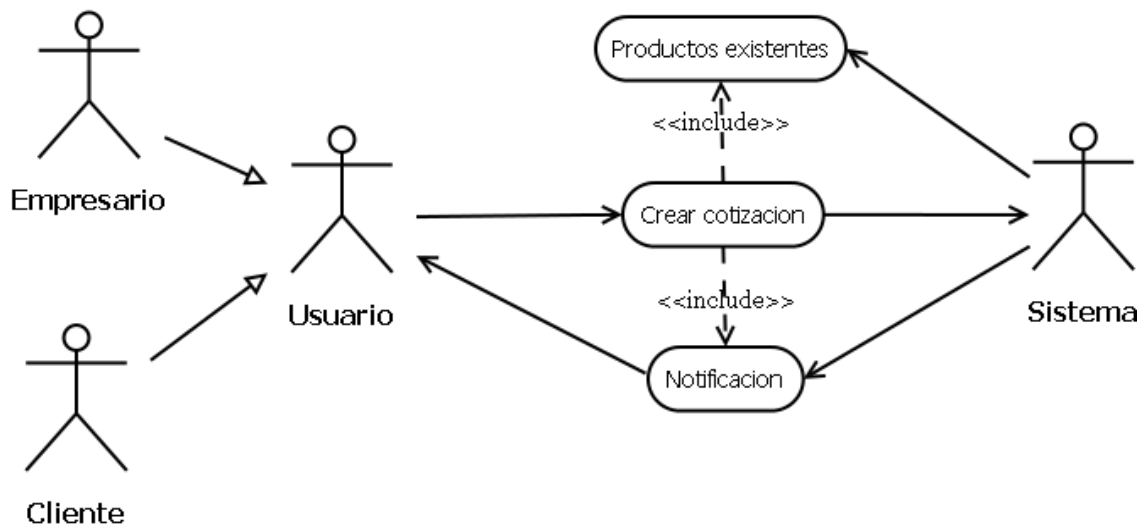 Productos existentes
<<include>>
Empresario
Crear cotizacion
Usuario
<<include>>
Sistema
Notificacion
Cliente